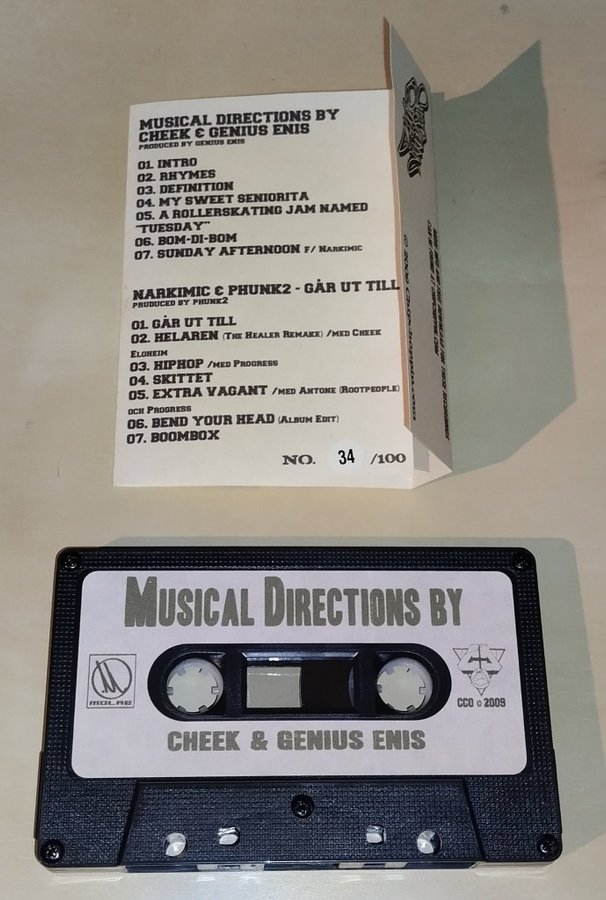 MUSICAL DIRECTIONS BY
CHEEK & GENIUS ENIS
PRODUCED BY GENIUS ENIS
01. INTRO
02. RHYMES
03. DEFINITION
04. MY SWEET SENIORITA
05. A ROLLERSKATING JAM NAMED
"TUESDAY"
06. BOM-DI-BOM
07. SUNDAY AFTERNOON F/ NARKIMIC
NARKIMIC & PHUNK2 - GÅR UT TILL
PRUDUCED BY PHUNK2
01. GÅR UT TILL
02. HELAREN (THE HEALER REMAKE) /MED CHEEK
ELOHEIM
03. HIPHOP /MED PROGRESS
04. SKITTET
05. EXTRA VAGANT /MED ANTONE (ROOTPEOPLE)
OCH PROGRESS
06. BEND YOUR HEAD (ALBUM EDIT)
07. BOOMBOX
NO. 34 /100
MUSICAL DIRECTIONS BY
MOLAE
CCO © 2009
CHEEK & GENIUS ENIS